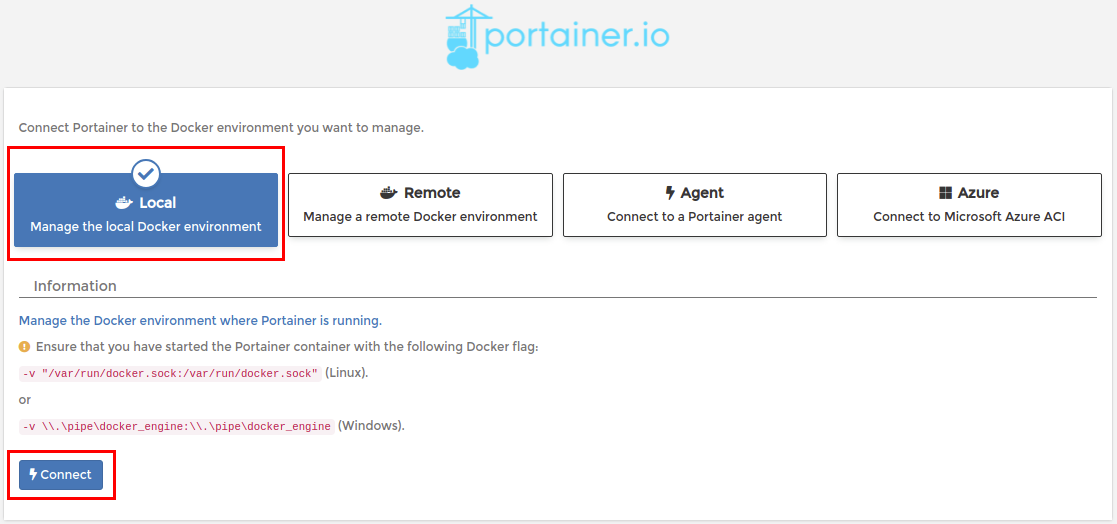 portainer.io
Connect Portainer to the Docker environment you want to manage.
Local
Manage the local Docker environment
Remote
Manage a remote Docker environment
Agent
Connect to a Portainer agent
Azure
Connect to Microsoft Azure ACI
Information
Manage the Docker environment where Portainer is running.
Ensure that you have started the Portainer container with the following Docker flag:
-v "/var/run/docker.sock:/var/run/docker.sock" (Linux).
or
-v \\.\pipe\docker_engine:\\.\pipe\docker_engine (Windows).
Connect